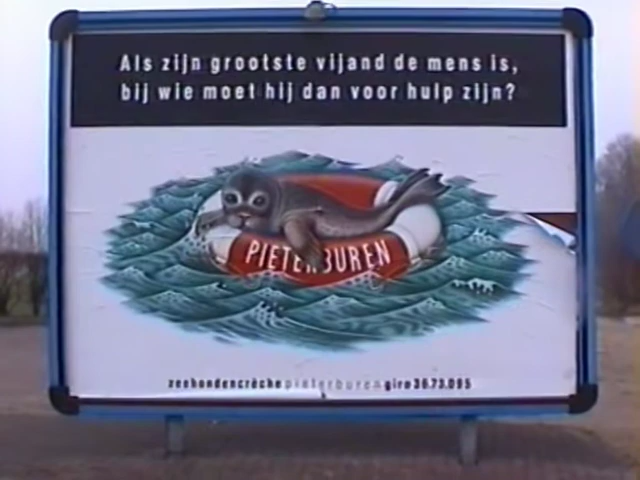 Als zijn grootste vijand de mens is,
bij wie moet hij dan voor hulp zijn?
PIETERBUREN
zeehondencrèche pieterburen giro 36.73.095